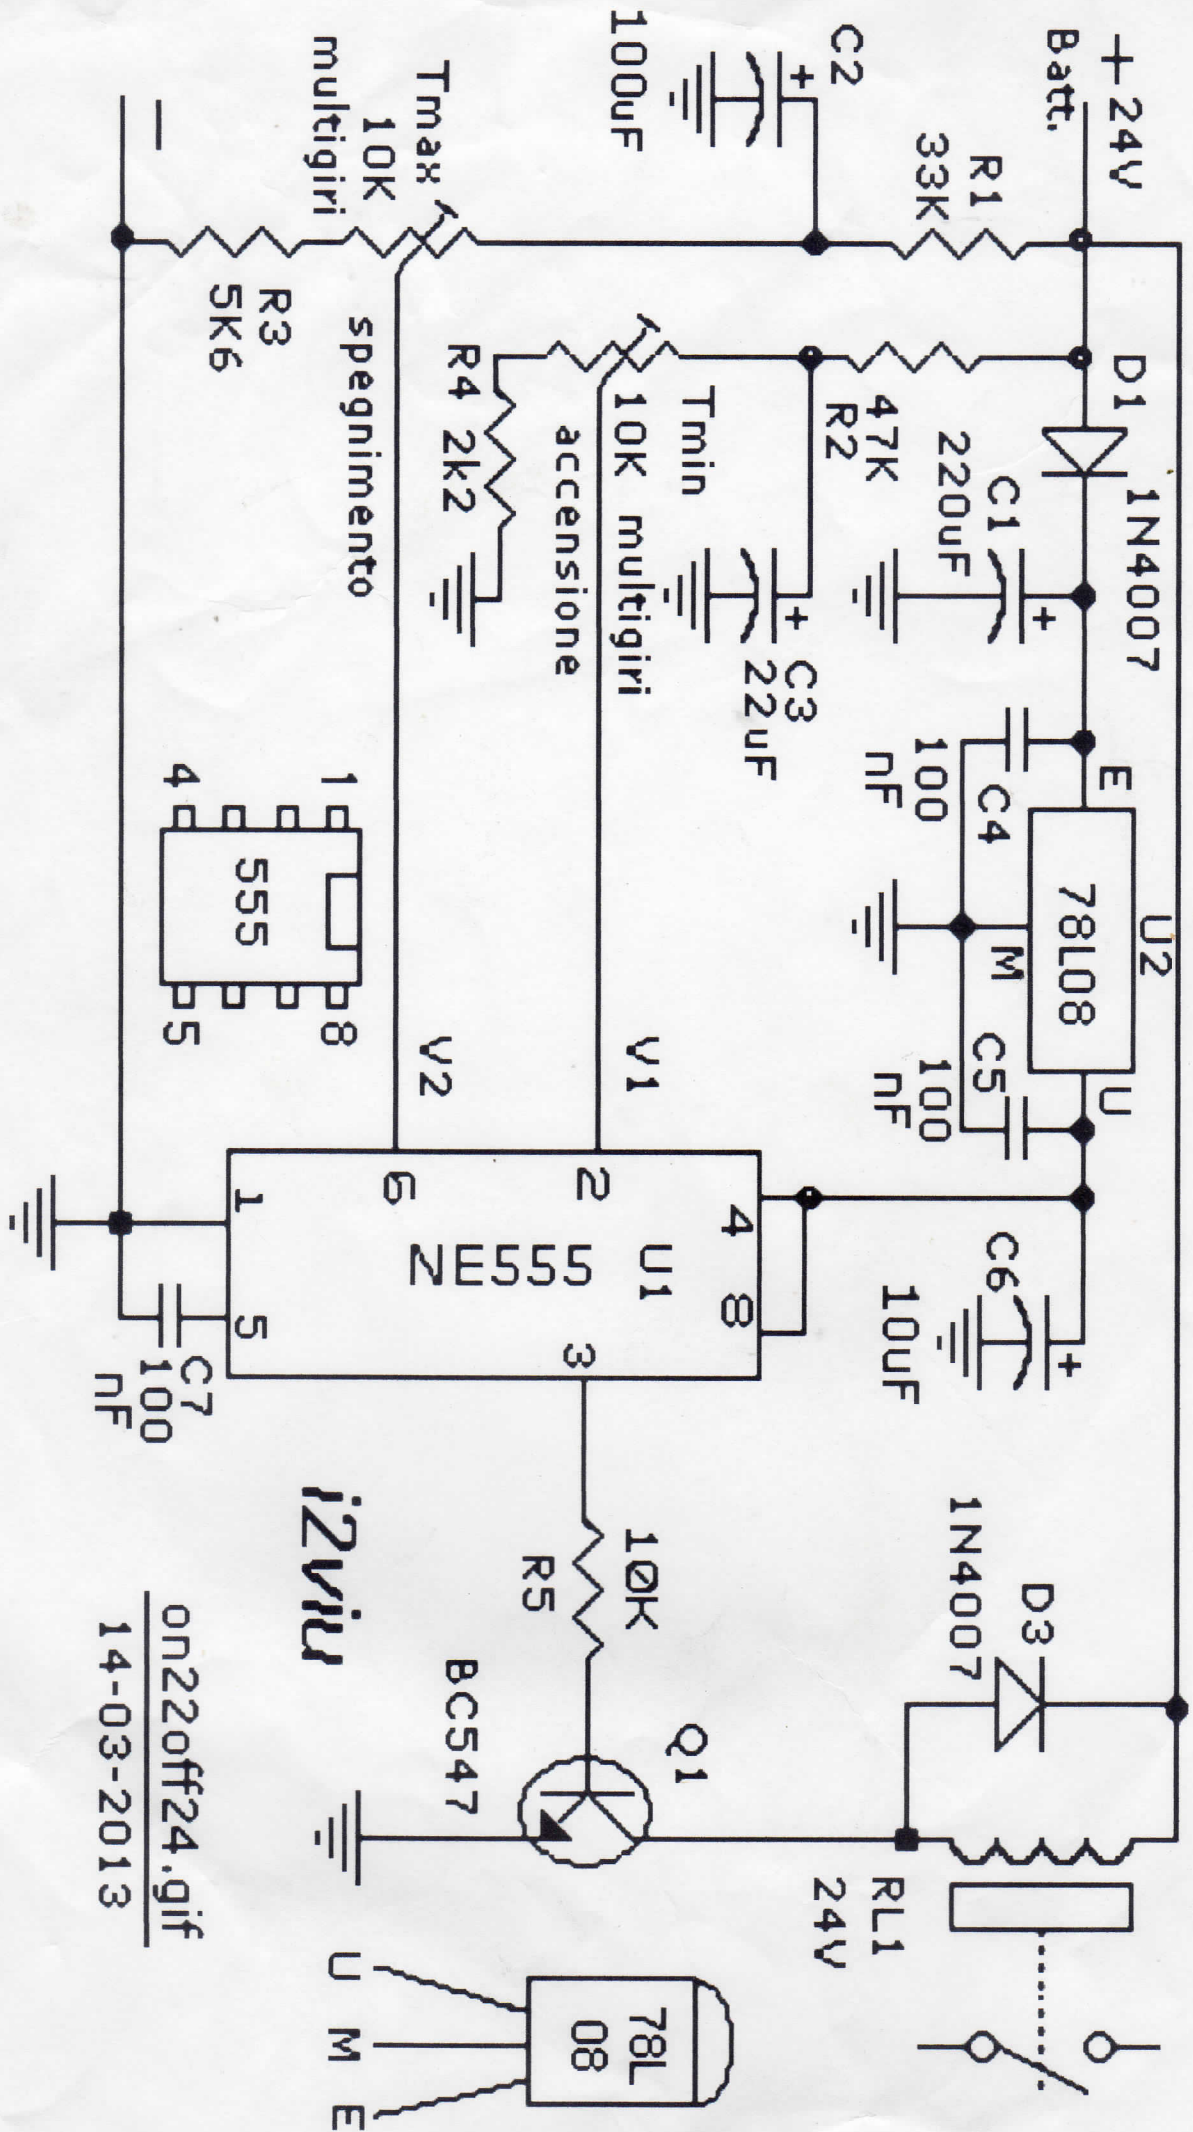 + 24V
Batt.
R1
33K
C2
100uF
Tmax
10K
multigiri
−
R3
5K6
spegnimento
D1
1N4007
47K
R2
Tmin
10K multigiri
accensione
R4 2k2
C1
220uF
+
C3
22uF
+
+
E
C4
100
nF
U2
78L08
M
U
C5
100
nF
C6
10uF
+
1
4
555
8
5
V1
V2
2
6
4
8
U1
NE555
1
5
3
C7
100
nF
10K
R5
i2viu
D3
1N4007
Q1
BC547
RL1
24V
on22off24.gif
14-03-2013
78L
08
U
M
E